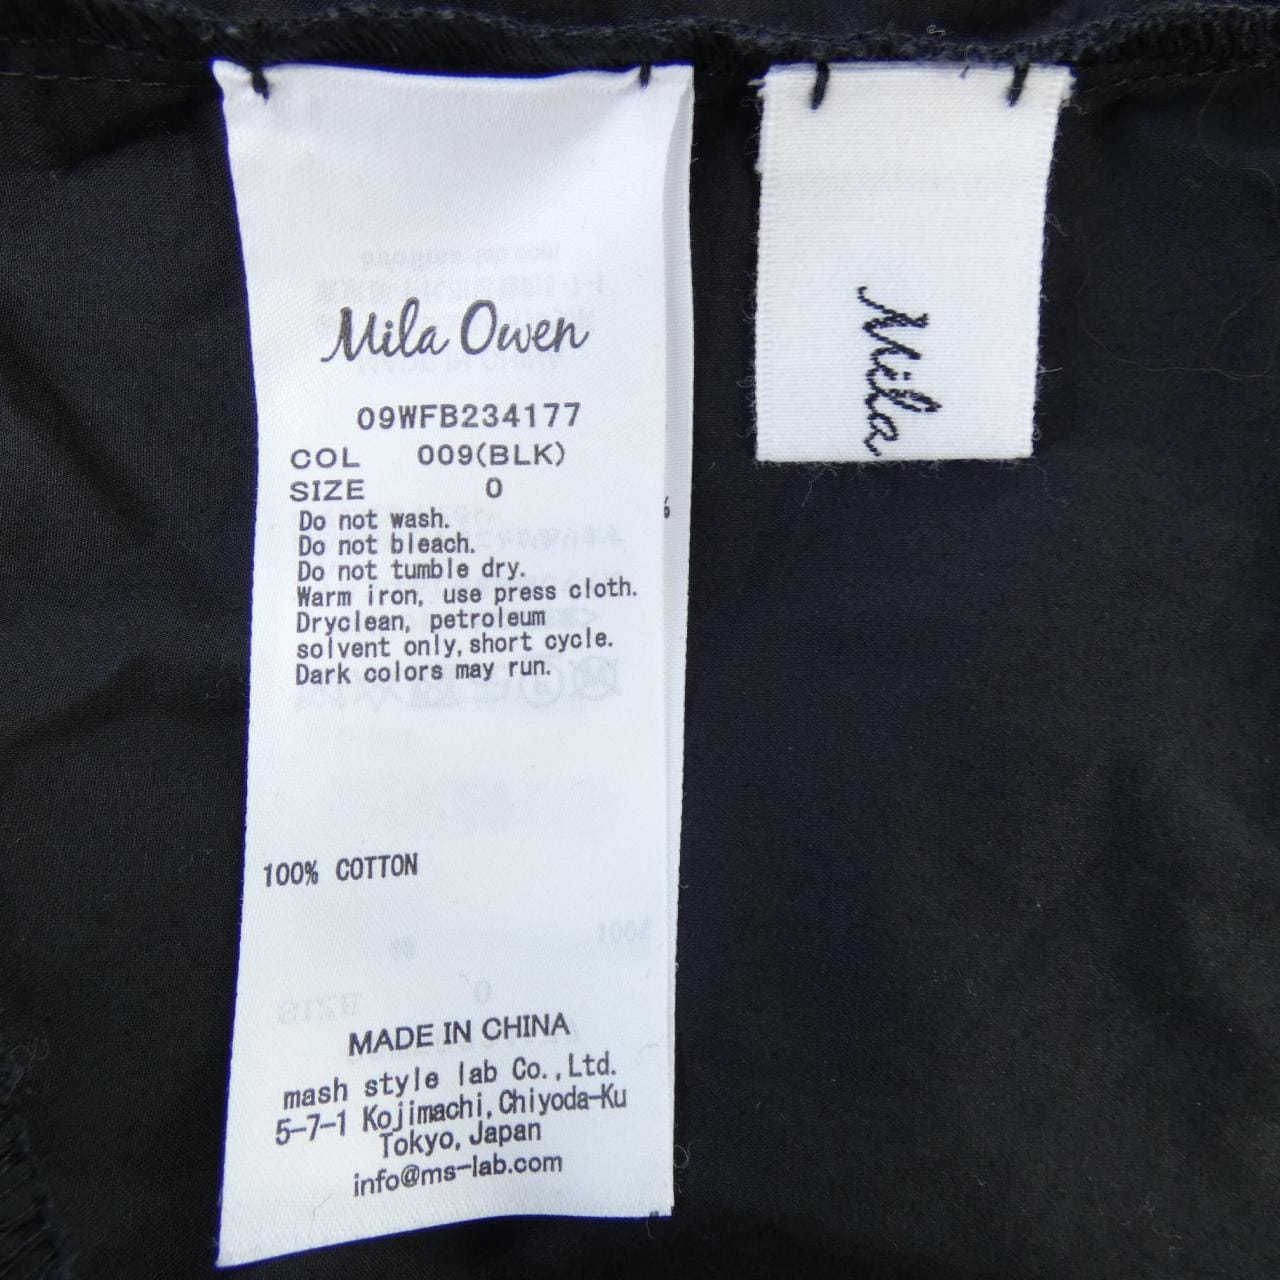 Mila Owen
09WFB234177
COL 009(BLK)
SIZE 0
Do not wash.
Do not bleach.
Do not tumble dry.
Warm iron, use press cloth.
Dryclean, petroleum
solvent only, short cycle.
Dark colors may run.
100% COTTON
MADE IN CHINA
mash style lab Co.,Ltd.
5-7-1 Kojimachi, Chiyoda-Ku
Tokyo, Japan
info@ms-lab.com
Mila